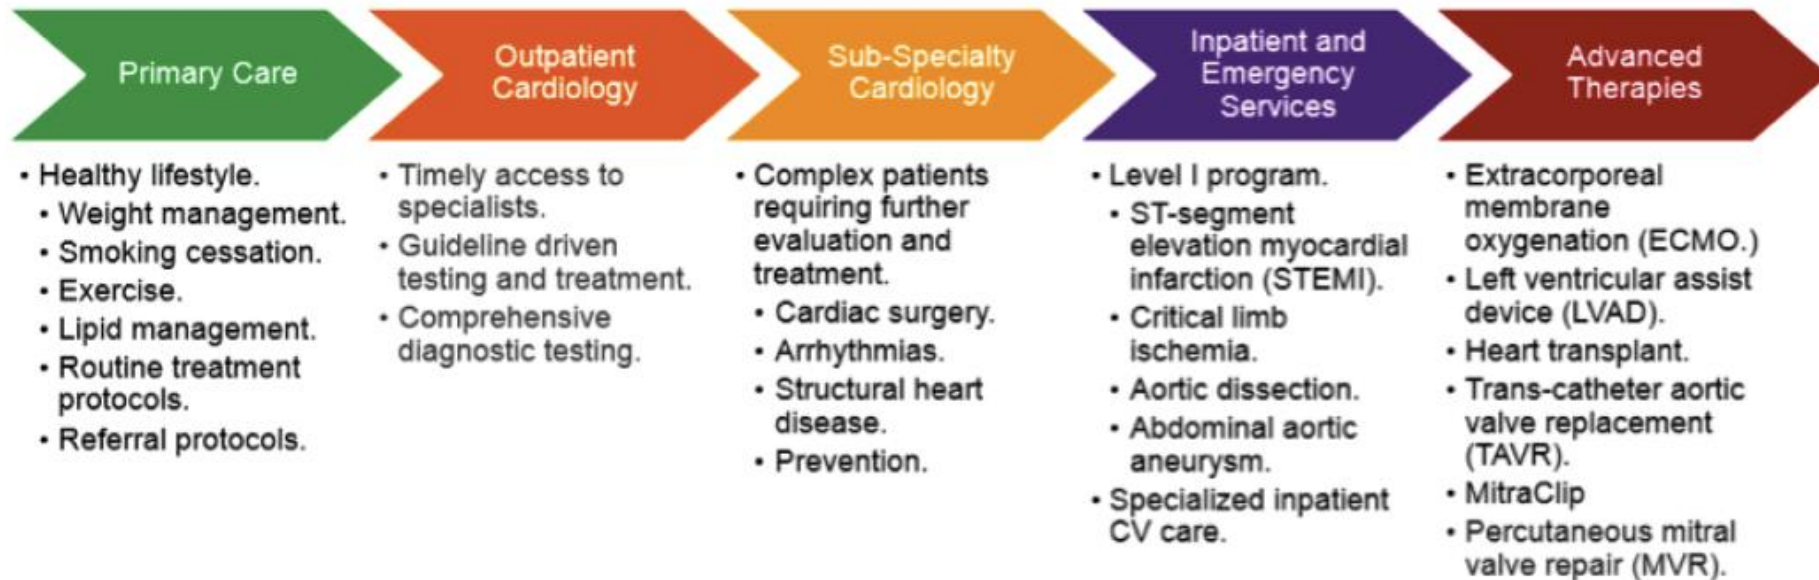 Primary Care
• Healthy lifestyle.
• Weight management.
• Smoking cessation.
• Exercise.
• Lipid management.
• Routine treatment
protocols.
• Referral protocols.
Outpatient
Cardiology
• Timely access to
specialists.
• Guideline driven
testing and treatment.
• Comprehensive
diagnostic testing.
Sub-Specialty
Cardiology
• Complex patients
requiring further
evaluation and
treatment.
• Cardiac surgery.
• Arrhythmias.
• Structural heart
disease.
• Prevention.
Inpatient and
Emergency
Services
• Level I program.
• ST-segment
elevation myocardial
infarction (STEMI).
• Critical limb
ischemia.
• Aortic dissection.
• Abdominal aortic
aneurysm.
• Specialized inpatient
CV care.
Advanced
Therapies
• Extracorporeal
membrane
oxygenation (ECMO.)
• Left ventricular assist
device (LVAD).
• Heart transplant.
• Trans-catheter aortic
valve replacement
(TAVR).
• MitraClip
• Percutaneous mitral
valve repair (MVR).